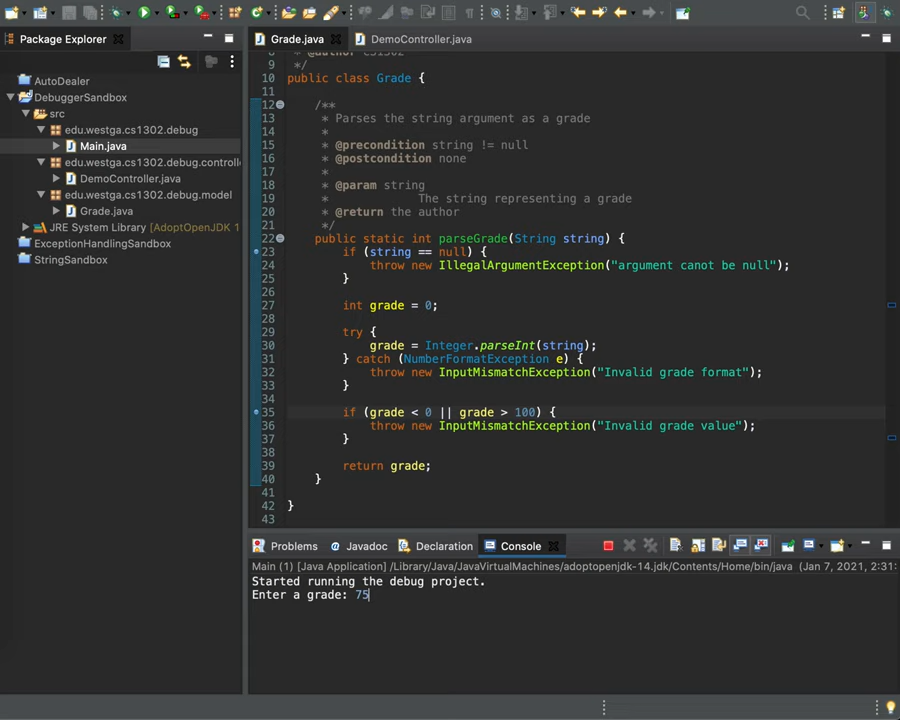 Package Explorer
AutoDealer
DebuggerSandbox
src
edu.westga.cs1302.debug
Main.java
edu.westga.cs1302.debug.controll
DemoController.java
edu.westga.cs1302.debug.model
Grade.java
JRE System Library [AdoptOpenJDK 1
ExceptionHandlingSandbox
StringSandbox
Grade.java
DemoController.java
8 * @author CS1302
9 */
10 public class Grade {
11
12 /**
13 * Parses the string argument as a grade
14 *
15 * @precondition string != null
16 * @postcondition none
17 *
18 * @param string
19 * The string representing a grade
20 * @return the author
21 */
22 public static int parseGrade(String string) {
23 if (string == null) {
24 throw new IllegalArgumentException("argument canot be null");
25 }
26
27 int grade = 0;
28
29 try {
30 grade = Integer.parseInt(string);
31 } catch (NumberFormatException e) {
32 throw new InputMismatchException("Invalid grade format");
33 }
34
35 if (grade < 0 || grade > 100) {
36 throw new InputMismatchException("Invalid grade value");
37 }
38
39 return grade;
40 }
41
42 }
43
Problems Javadoc Declaration Console
Main (1) [Java Application] /Library/Java/JavaVirtualMachines/adoptopenjdk-14.jdk/Contents/Home/bin/java (Jan 7, 2021, 2:31:
Started running the debug project.
Enter a grade: 75